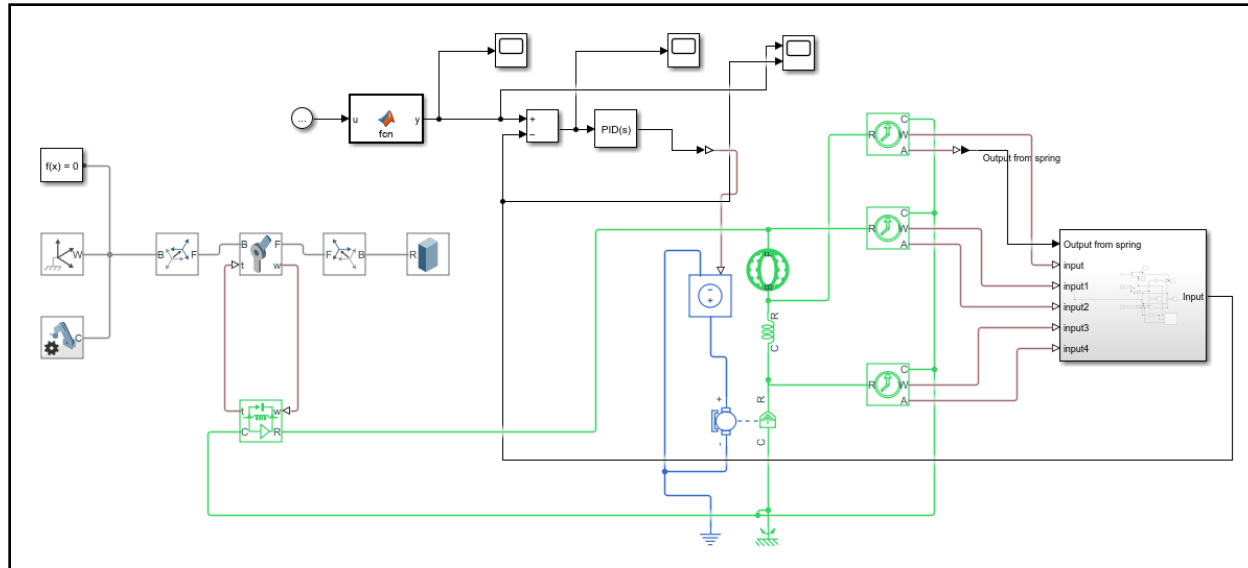 ...
u
fcn
y
+
−
PID(s)
f(x) = 0
R
C
W
A
Output from spring
W
B
F
B
F
t
w
F
B
R
R
C
W
A
Output from spring
input
input1
input2
input3
input4
Input
−
+
R
C
C
R
C
W
A
t
w
C
R
+
-
R
C